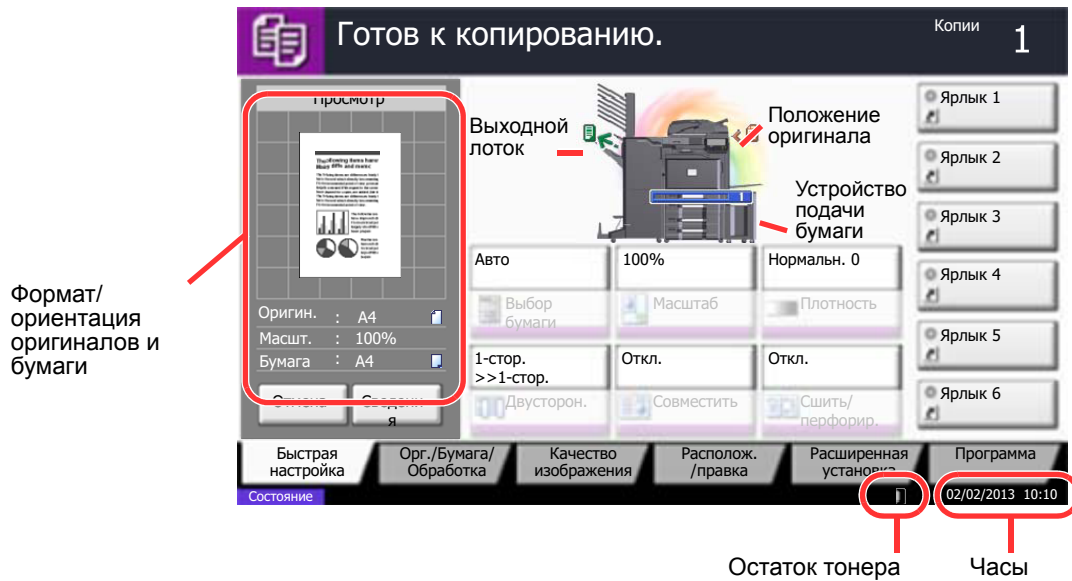 Готов к копированию.
Копии
1
Просмотр
Выходной
лоток
Положение
оригинала
Устройство
подачи
бумаги
1
Формат/
ориентация
оригиналов и
бумаги
Оригин. : A4
Масшт. : 100%
Бумага : A4
Отмена
Сведени
я
Авто
Выбор
бумаги
100%
Масштаб
Нормальн. 0
Плотность
1-стор.
>>1-стор.
Двусторон.
Откл.
Совместить
Откл.
Сшить/
перфорир.
Ярлык 1
Ярлык 2
Ярлык 3
Ярлык 4
Ярлык 5
Ярлык 6
Быстрая
настройка
Орг./Бумага/
Обработка
Качество
изображения
Располож.
/правка
Расширенная
установка
Программа
Состояние
02/02/2013 10:10
Остаток тонера
Часы